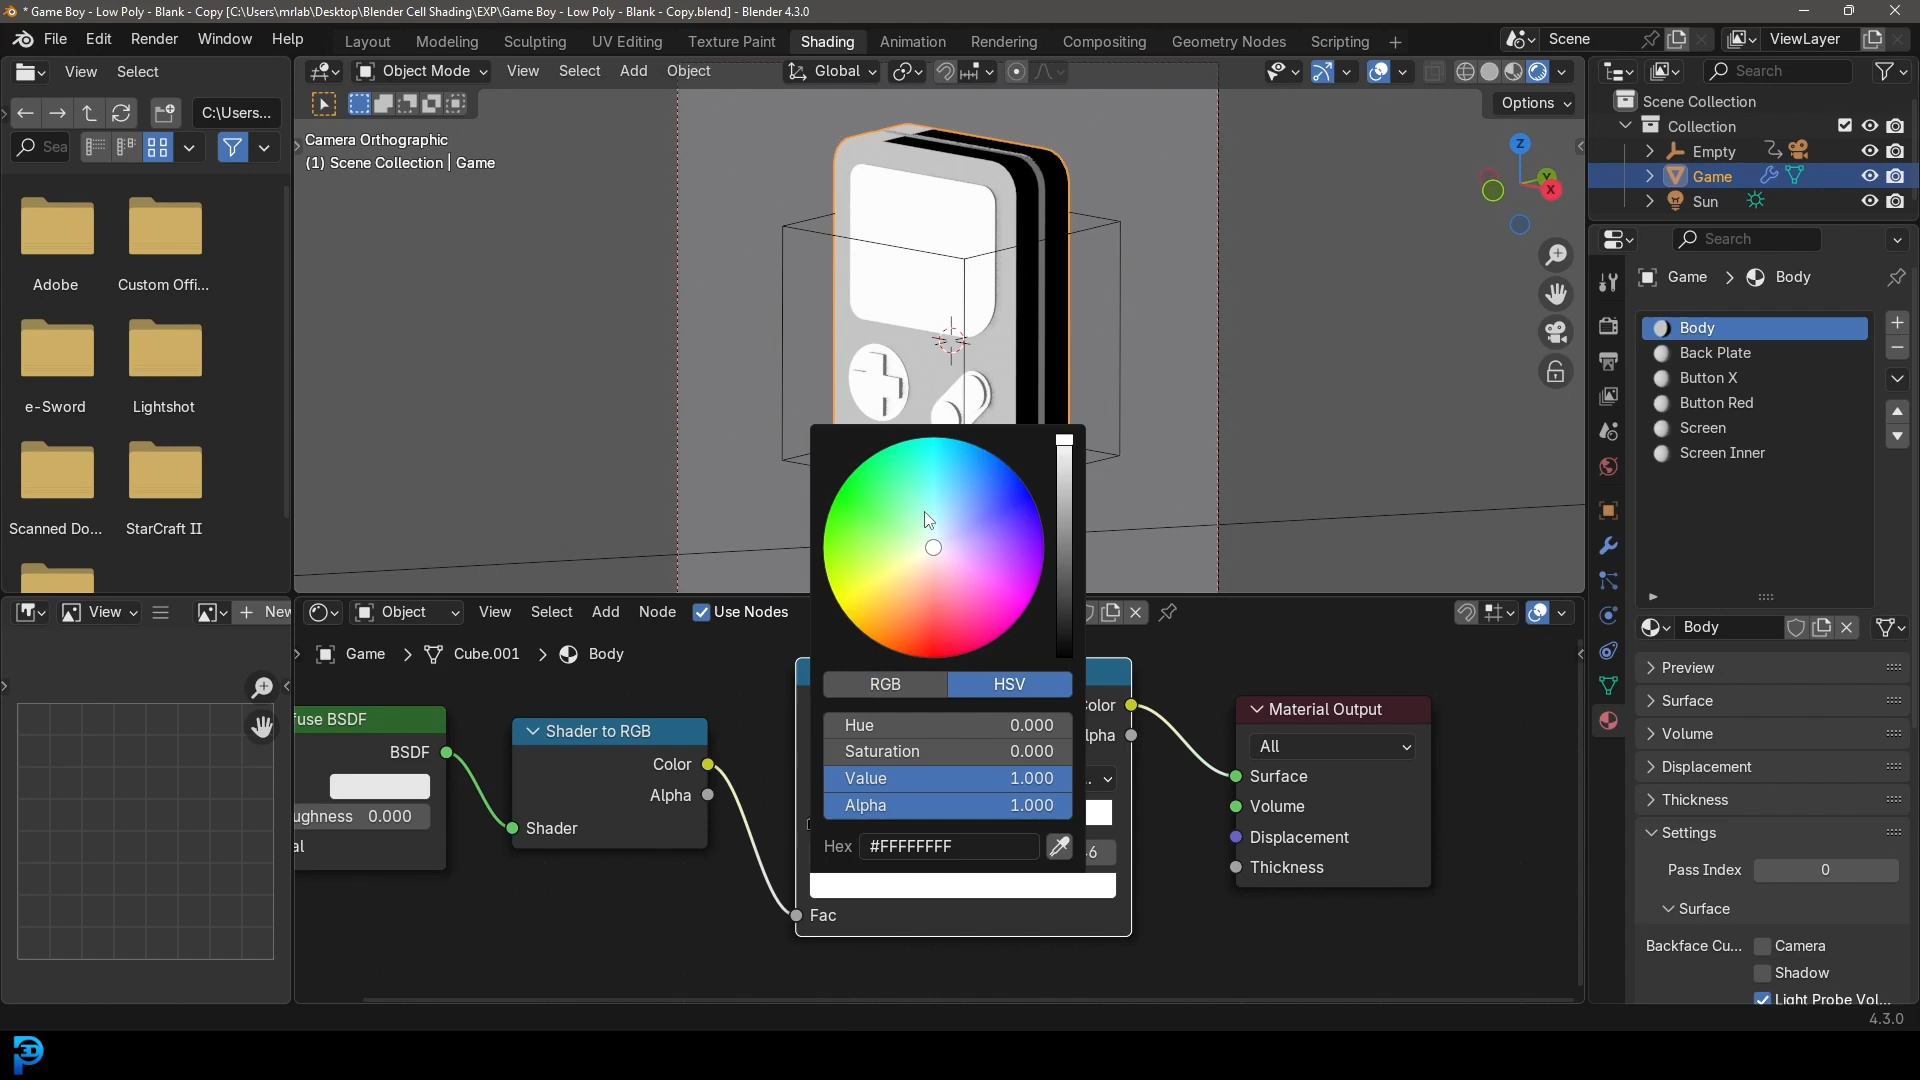 * Game Boy - Low Poly - Blank - Copy [C:\Users\mrlab\Desktop\Blender Cell Shading\EXP\Game Boy - Low Poly - Blank - Copy.blend] - Blender 4.3.0
File Edit Render Window Help Layout Modeling Sculpting UV Editing Texture Paint Shading Animation Rendering Compositing Geometry Nodes Scripting + Scene ViewLayer
View Select Object Mode View Select Add Object Global Search
C:\Users... Options
Sea
Scene Collection
Collection
Empty
Game
Sun
Camera Orthographic
(1) Scene Collection | Game
Z
Y
X
Adobe Custom Offi...
e-Sword Lightshot
Scanned Do... StarCraft II
Search
Game > Body
Body
Back Plate
Button X
Button Red
Screen
Screen Inner
View New Object View Select Add Node Use Nodes
Game > Cube.001 > Body
fuse BSDF
BSDF
ughness 0.000
al
Shader to RGB
Color
Alpha
Shader
RGB HSV
Hue 0.000
Saturation 0.000
Value 1.000
Alpha 1.000
Hex #FFFFFFFF
olor
lpha
6
Fac
Material Output
All
Surface
Volume
Displacement
Thickness
Body
Preview
Surface
Volume
Displacement
Thickness
Settings
Pass Index 0
Surface
Backface Cu... Camera
Shadow
Light Probe Vol...
4.3.0
3D